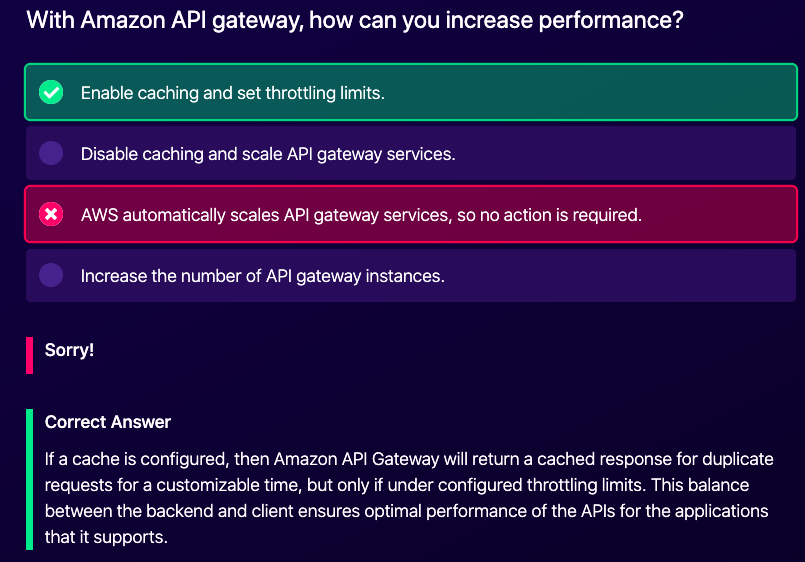 With Amazon API gateway, how can you increase performance?
Enable caching and set throttling limits.
Disable caching and scale API gateway services.
AWS automatically scales API gateway services, so no action is required.
Increase the number of API gateway instances.
Sorry!
Correct Answer
If a cache is configured, then Amazon API Gateway will return a cached response for duplicate
requests for a customizable time, but only if under configured throttling limits. This balance
between the backend and client ensures optimal performance of the APIs for the applications
that it supports.